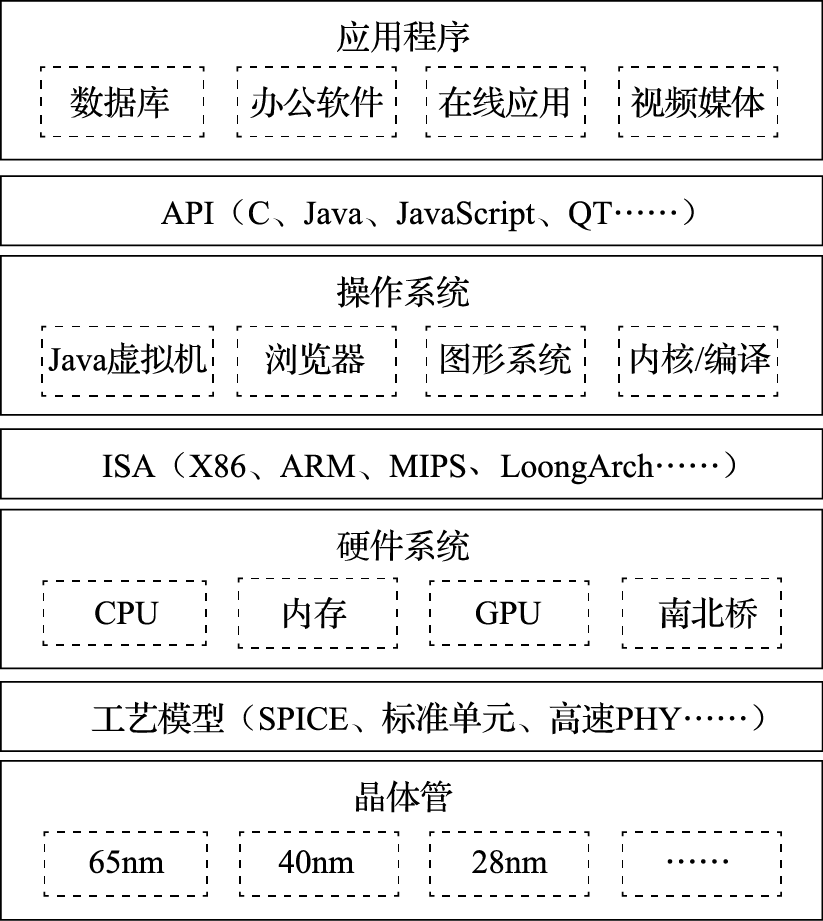 应用程序
数据库 办公软件 在线应用 视频媒体
API（C、Java、JavaScript、QT……）
操作系统
Java虚拟机 浏览器 图形系统 内核/编译
ISA（X86、ARM、MIPS、LoongArch……）
硬件系统
CPU 内存 GPU 南北桥
工艺模型（SPICE、标准单元、高速PHY……）
晶体管
65nm 40nm 28nm ……